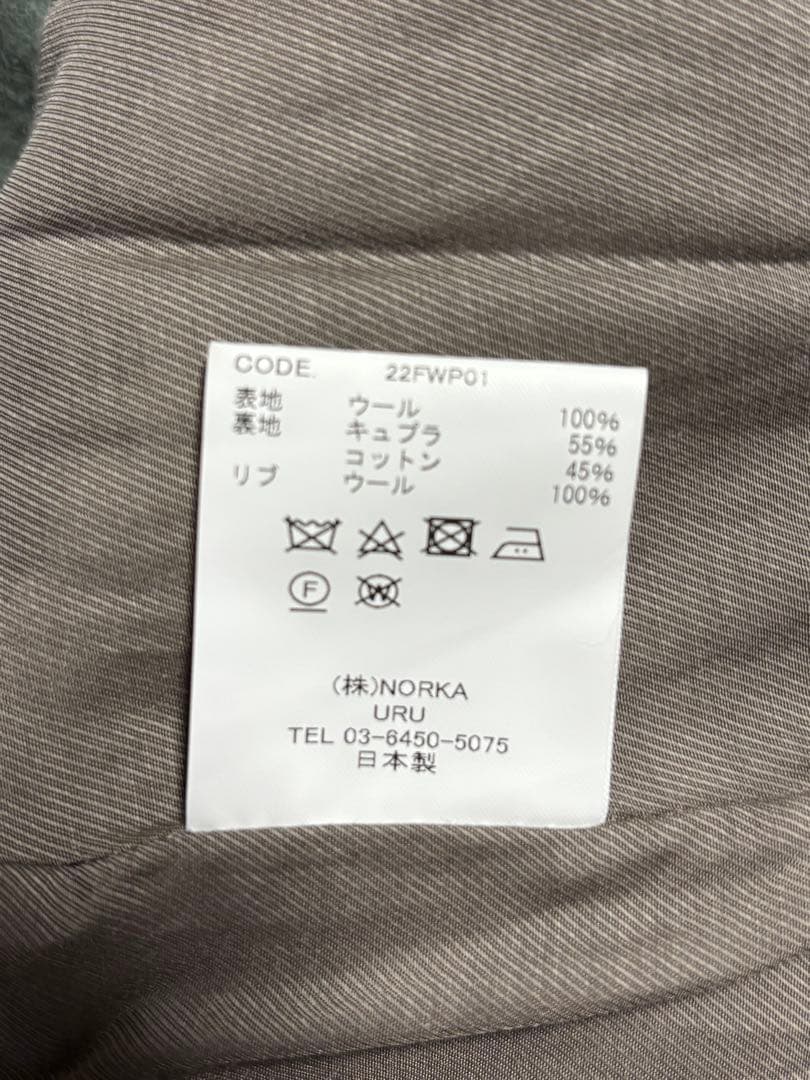 CODE. 22FWP01
表地 ウール 100%
裏地 キュプラ 55%
コットン 45%
リブ ウール 100%
F W
(株)NORKA
URU
TEL 03-6450-5075
日本製